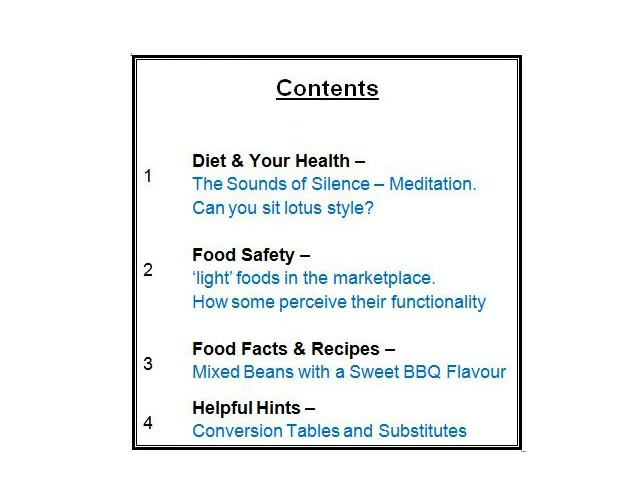 Contents
Diet & Your Health –
1
The Sounds of Silence – Meditation.
Can you sit lotus style?
Food Safety –
2
‘light’ foods in the marketplace.
How some perceive their functionality
Food Facts & Recipes –
3
Mixed Beans with a Sweet BBQ Flavour
Helpful Hints –
4
Conversion Tables and Substitutes